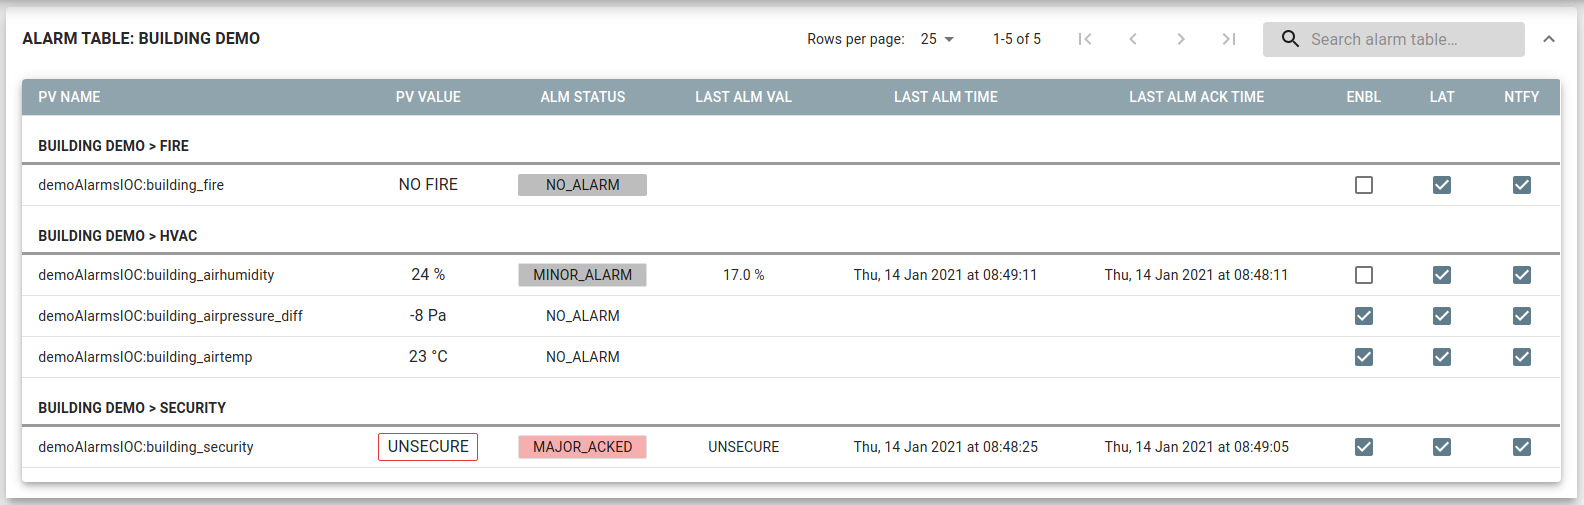 ALARM TABLE: BUILDING DEMO Rows per page: 25 1-5 of 5 Search alarm table...
PV NAME PV VALUE ALM STATUS LAST ALM VAL LAST ALM TIME LAST ALM ACK TIME ENBL LAT NTFY
BUILDING DEMO > FIRE
demoAlarmsIOC:building_fire NO FIRE NO_ALARM
BUILDING DEMO > HVAC
demoAlarmsIOC:building_airhumidity 24 % MINOR_ALARM 17.0 % Thu, 14 Jan 2021 at 08:49:11 Thu, 14 Jan 2021 at 08:48:11
demoAlarmsIOC:building_airpressure_diff -8 Pa NO_ALARM
demoAlarmsIOC:building_airtemp 23 °C NO_ALARM
BUILDING DEMO > SECURITY
demoAlarmsIOC:building_security UNSECURE MAJOR_ACKED UNSECURE Thu, 14 Jan 2021 at 08:48:25 Thu, 14 Jan 2021 at 08:49:05